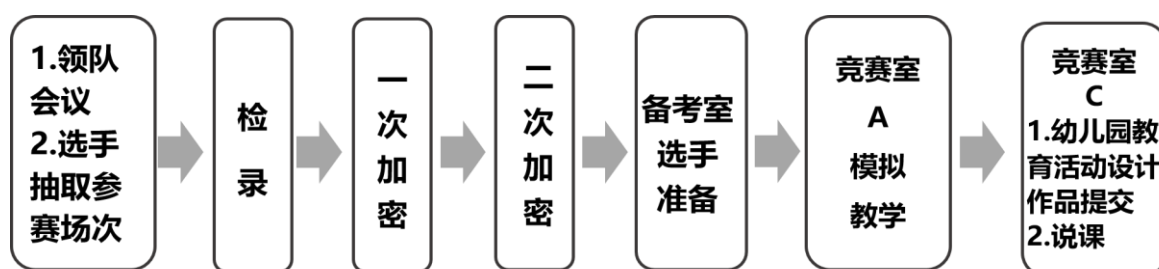 1.领队
会议
2.选手
抽取参
赛场次
检
录
一
次
加
密
二
次
加
密
备考室
选手
准备
竞赛室
A
模拟
教学
竞赛室
C
1.幼儿园教
育活动设计
作品提交
2.说课